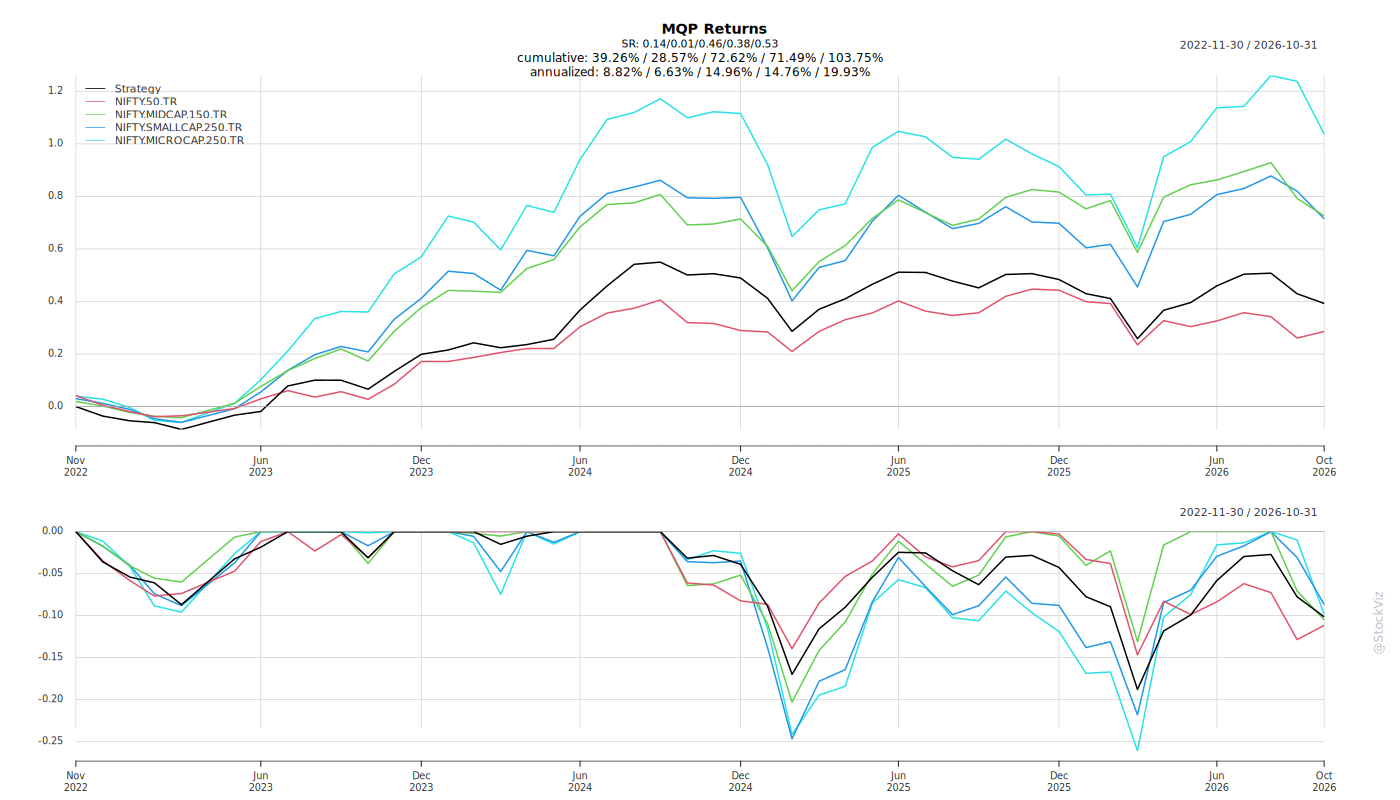 MQP Returns
SR: 0.14/0.01/0.46/0.38/0.53
2022-11-30 / 2026-10-31
cumulative: 39.26% / 28.57% / 72.62% / 71.49% / 103.75%
annualized: 8.82% / 6.63% / 14.96% / 14.76% / 19.93%
Strategy
NIFTY.50.TR
NIFTY.MIDCAP.150.TR
NIFTY.SMALLCAP.250.TR
NIFTY.MICROCAP.250.TR
1.2
1.0
0.8
0.6
0.4
0.2
0.0
Nov Jun Dec Jun Dec Jun Dec Jun Oct
2022 2023 2023 2024 2024 2025 2025 2026 2026
2022-11-30 / 2026-10-31
0.00
-0.05
-0.10
-0.15
-0.20
-0.25
Nov Jun Dec Jun Dec Jun Dec Jun Oct
2022 2023 2023 2024 2024 2025 2025 2026 2026
@StockViz